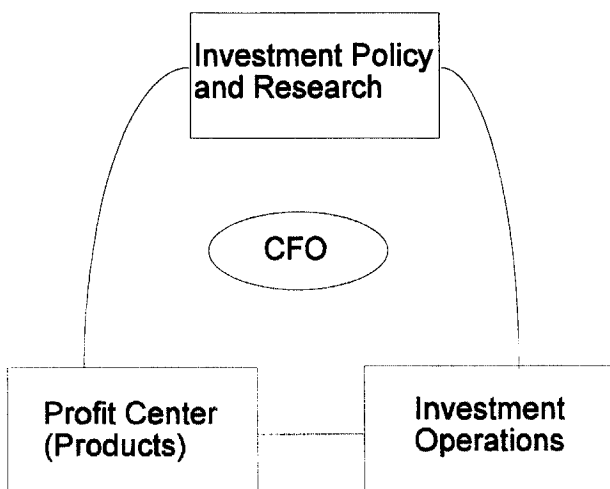 Investment Policy
and Research
CFO
Profit Center
(Products)
Investment
Operations